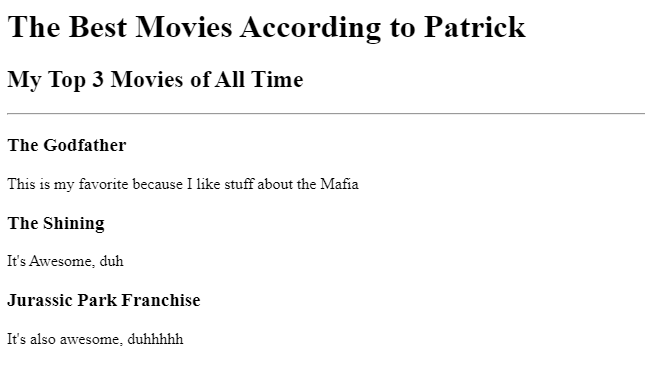 The Best Movies According to Patrick
My Top 3 Movies of All Time
The Godfather
This is my favorite because I like stuff about the Mafia
The Shining
It's Awesome, duh
Jurassic Park Franchise
It's also awesome, duhhhhh